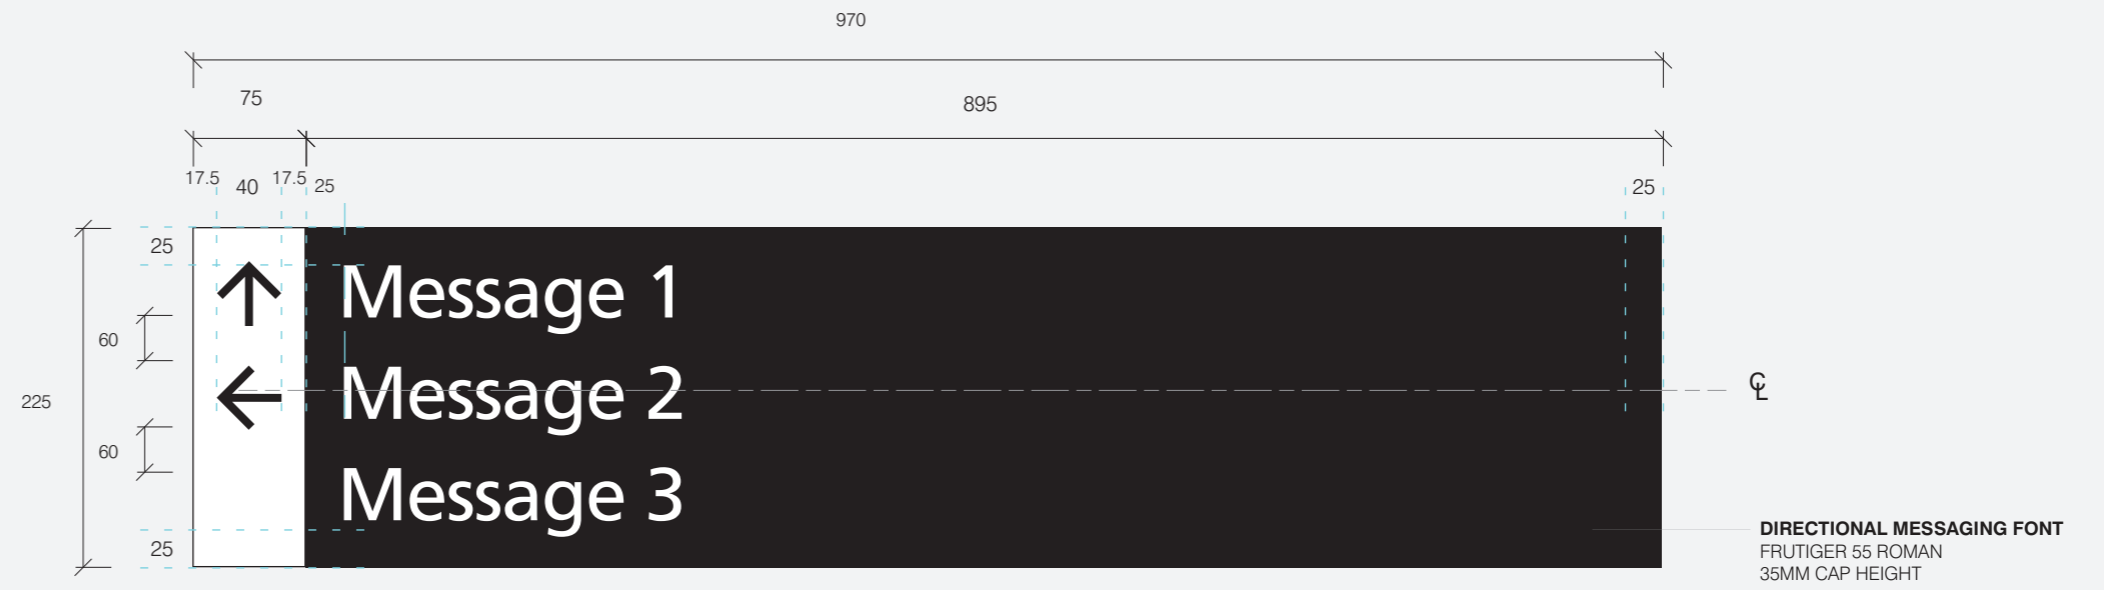 970
75
895
17.5
40
17.5
25
25
25
Message 1
60
Message 2
℄
225
60
Message 3
25
DIRECTIONAL MESSAGING FONT
FRUTIGER 55 ROMAN
35MM CAP HEIGHT